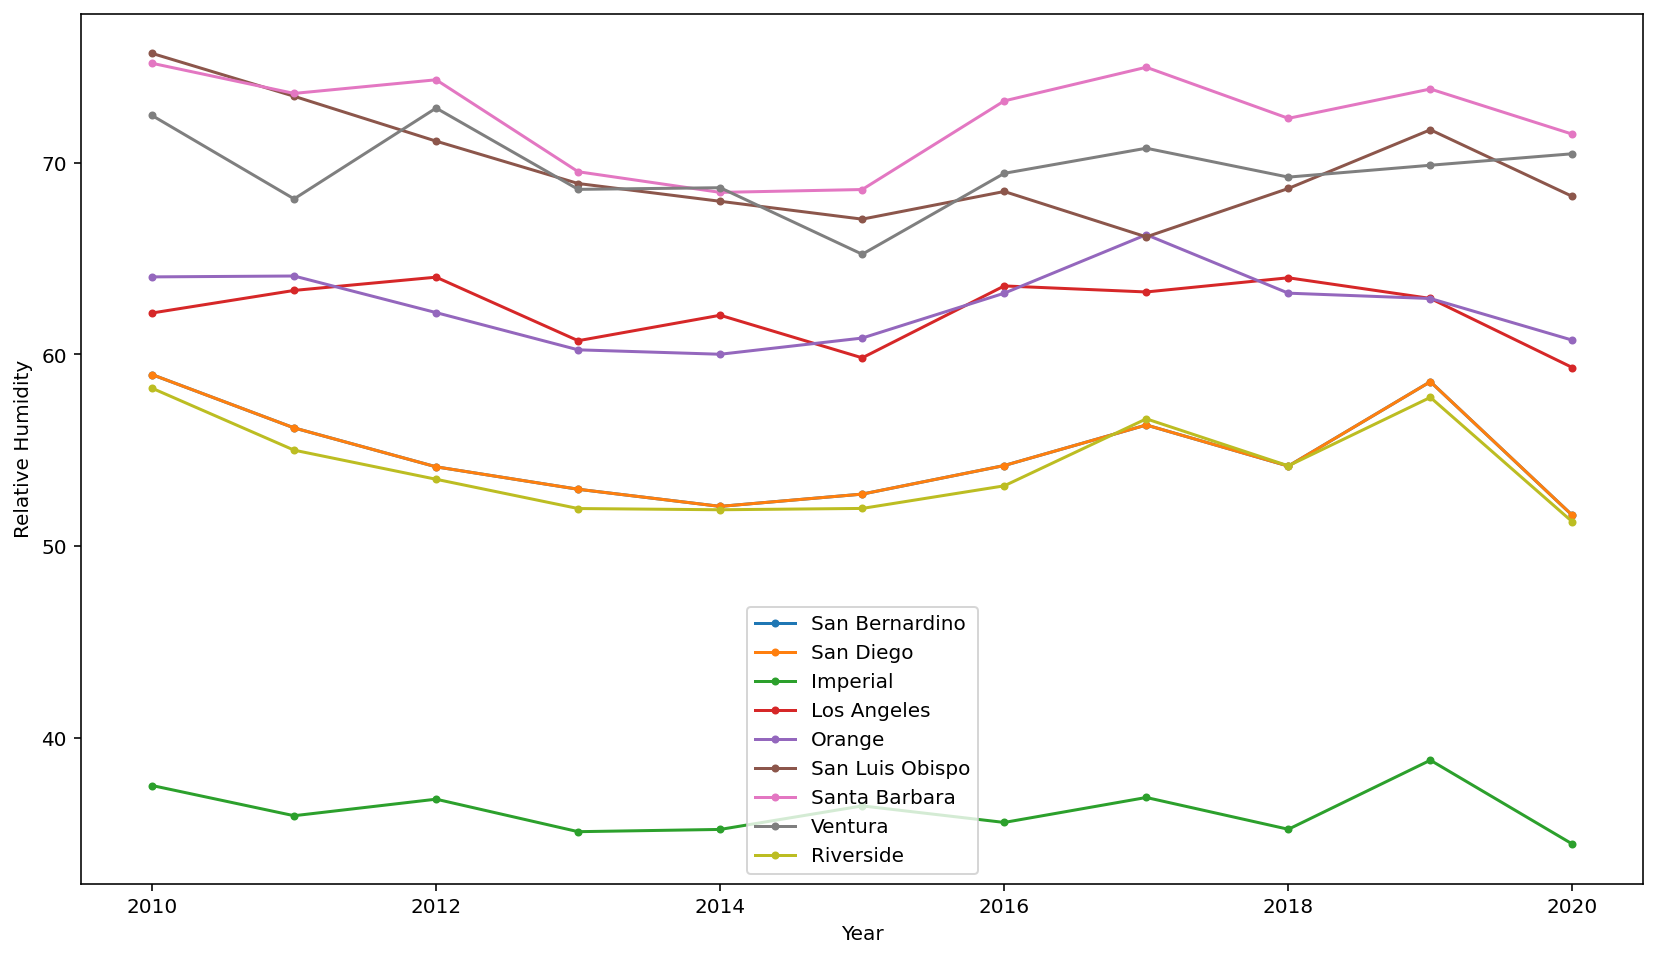 70
60
50
40
Relative Humidity
San Bernardino
San Diego
Imperial
Los Angeles
Orange
San Luis Obispo
Santa Barbara
Ventura
Riverside
2010 2012 2014 2016 2018 2020
Year